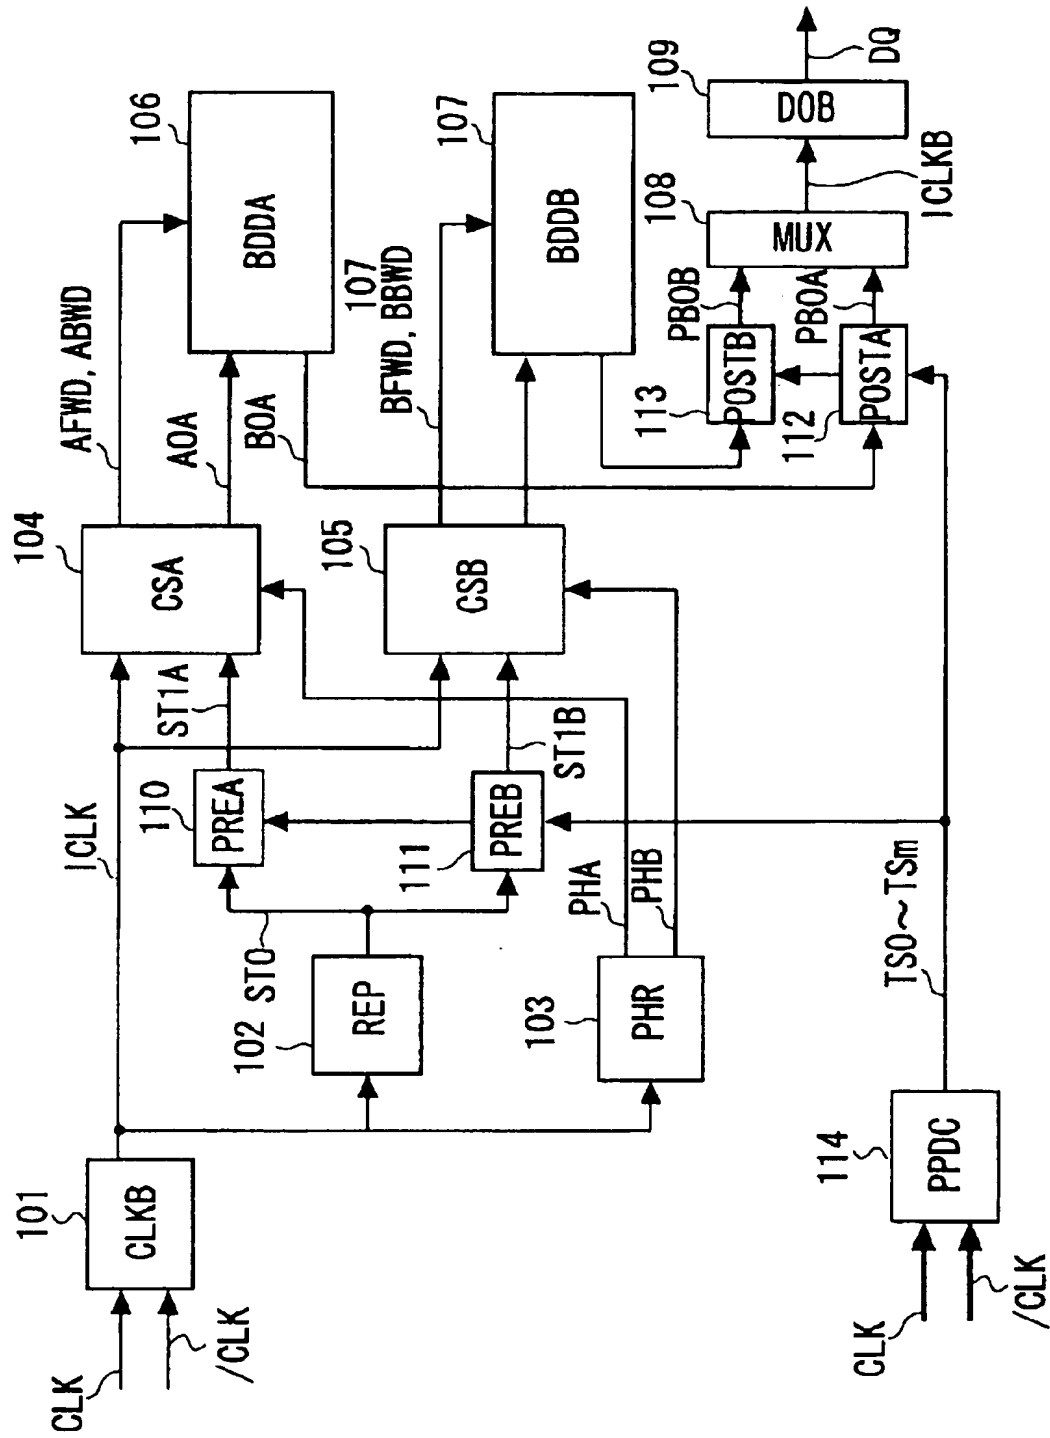 CLK
/CLK
101
CLKB
ICLK
102
REP
ST0
103
PHR
PHA
PHB
110
PREA
111
PREB
ST1A
ST1B
104
CSA
105
CSB
AFWD, ABWD
AOA
BOA
107
BFWD, BBWD
106
BDDA
107
BDDB
113
POSTB
112
POSTA
PBOB
PBOA
108
MUX
ICLKB
109
DOB
DQ
114
PPDC
CLK
/CLK
TS0~TSm